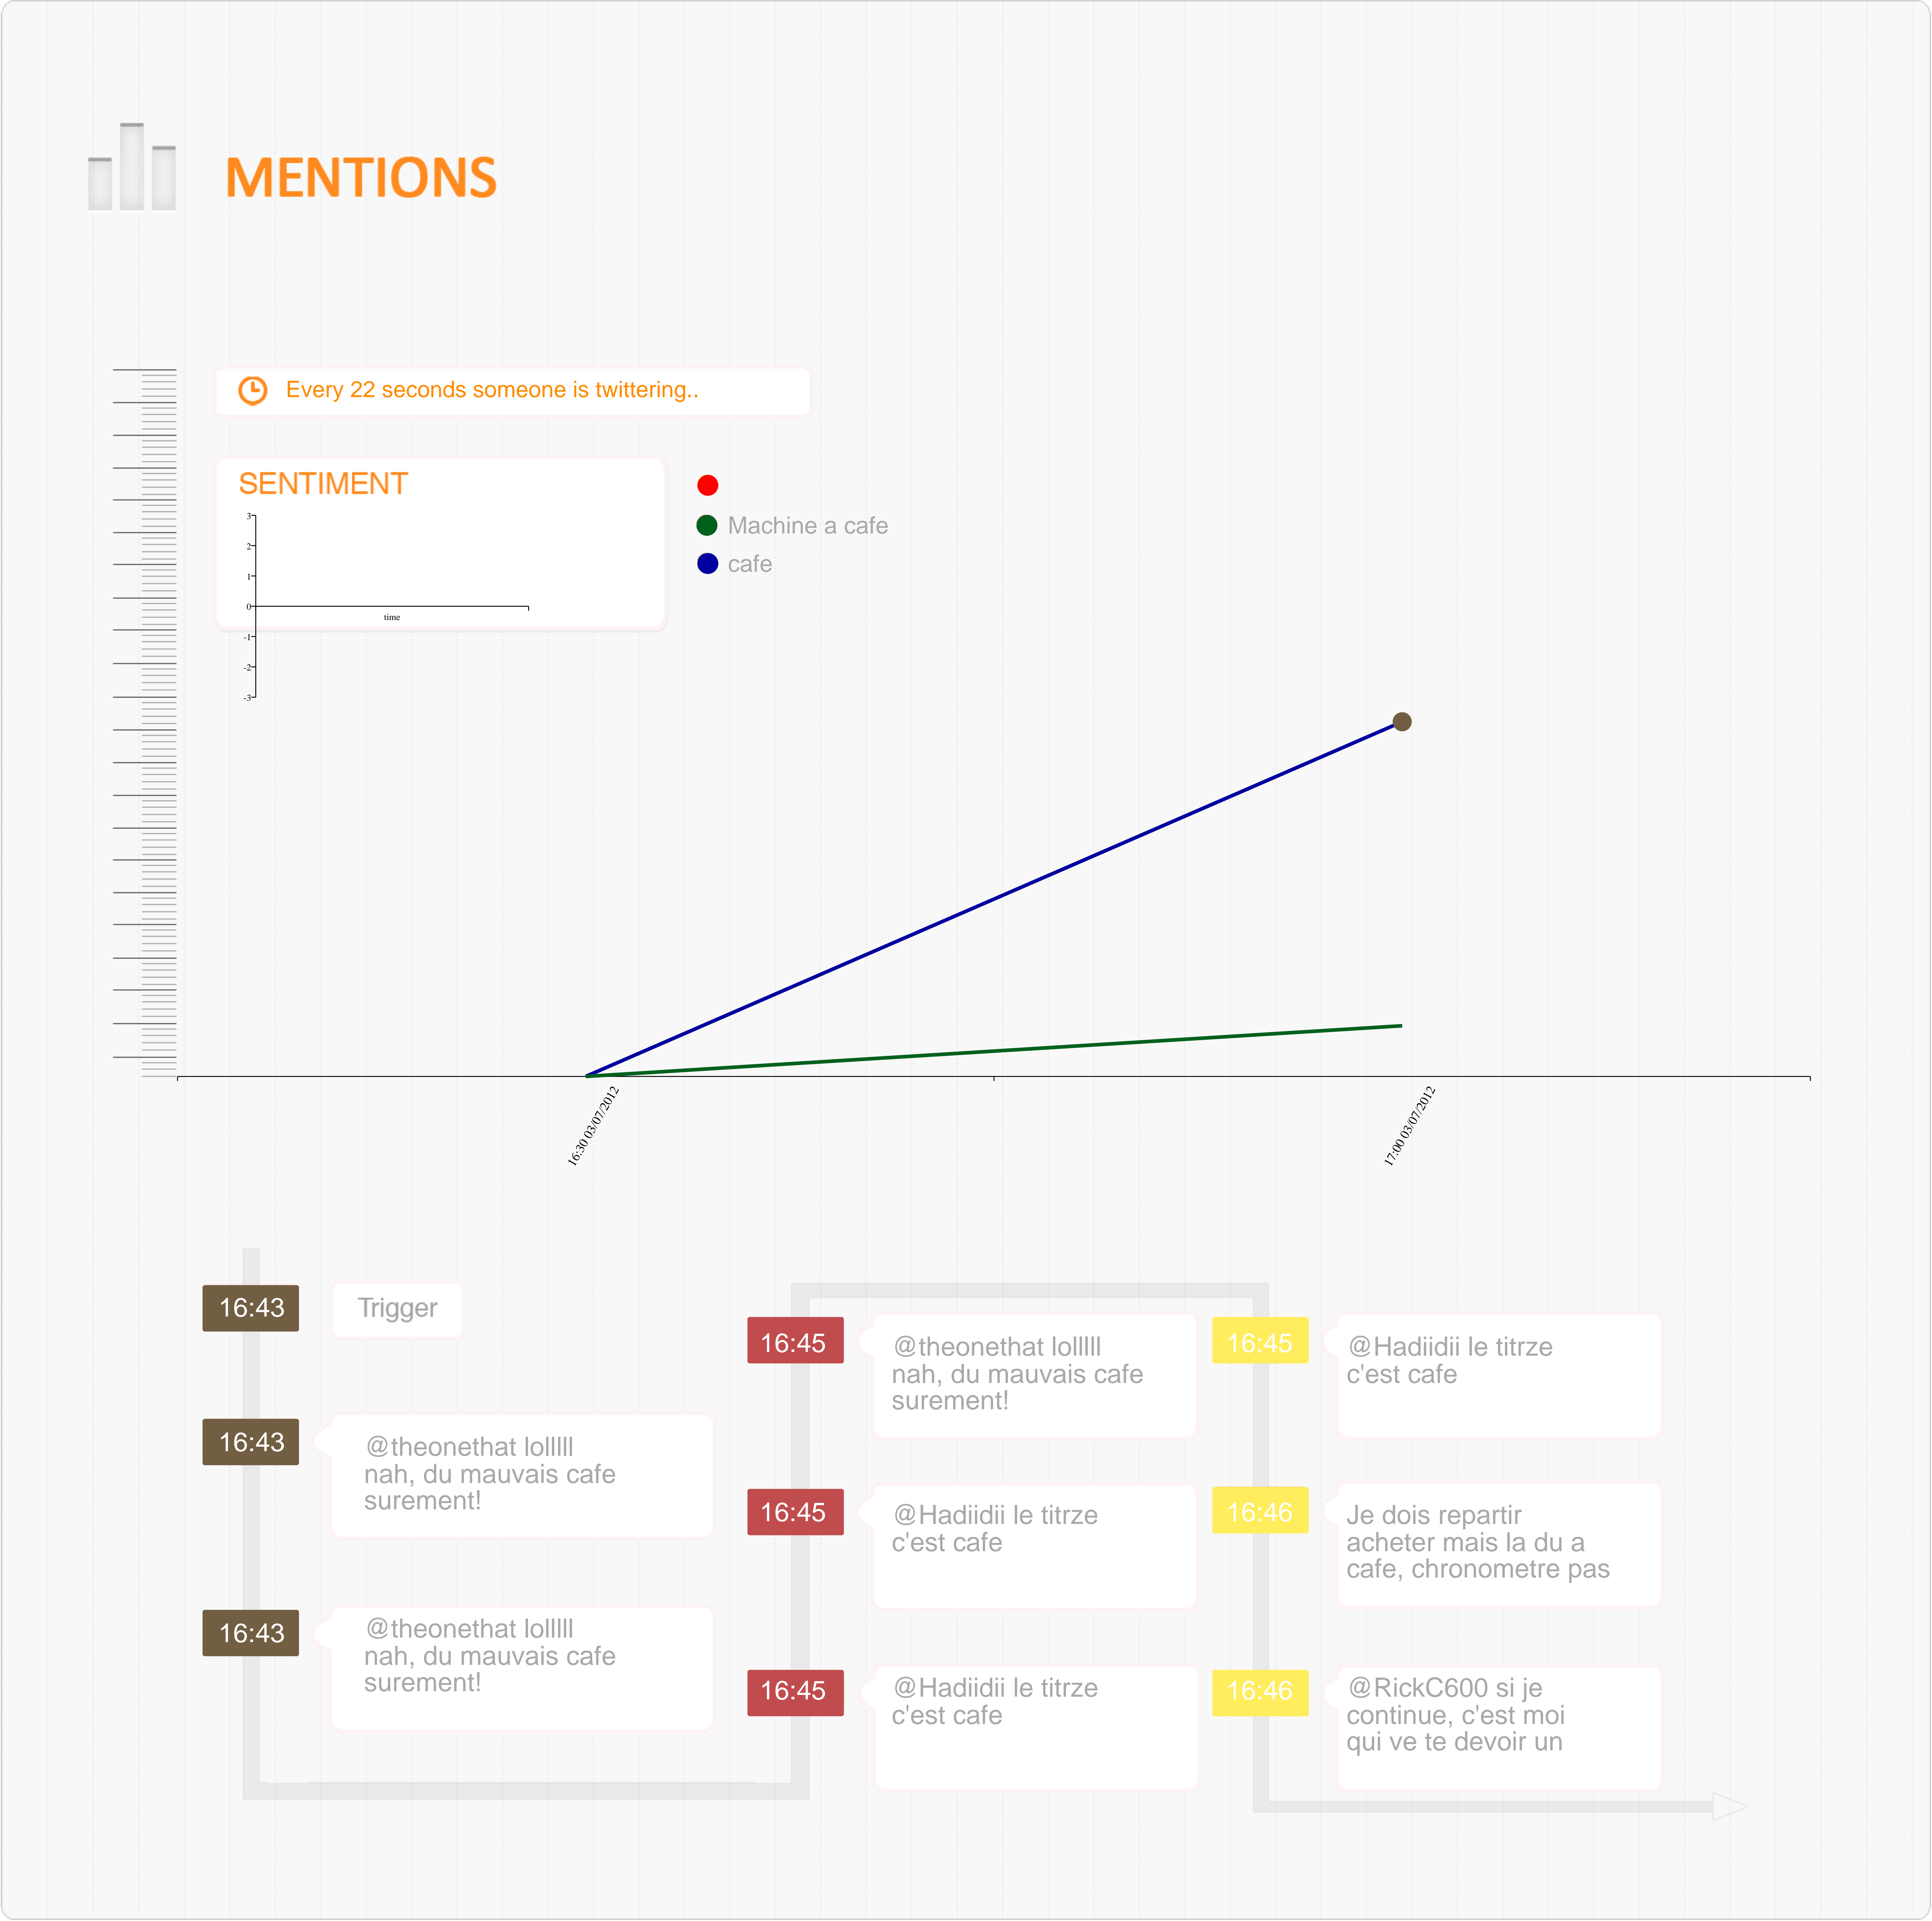 MENTIONS
Every 22 seconds someone is twittering..
SENTIMENT
3
2
1
0
-1
-2
-3
time
Machine a cafe
cafe
16:30 03/07/2012
17:00 03/07/2012
16:43
Trigger
16:43
@theonethat lolllll
nah, du mauvais cafe
surement!
16:43
@theonethat lolllll
nah, du mauvais cafe
surement!
16:45
@theonethat lolllll
nah, du mauvais cafe
surement!
16:45
@Hadiidii le titrze
c'est cafe
16:45
@Hadiidii le titrze
c'est cafe
16:45
@Hadiidii le titrze
c'est cafe
16:46
Je dois repartir
acheter mais la du a
cafe, chronometre pas
16:46
@RickC600 si je
continue, c'est moi
qui ve te devoir un